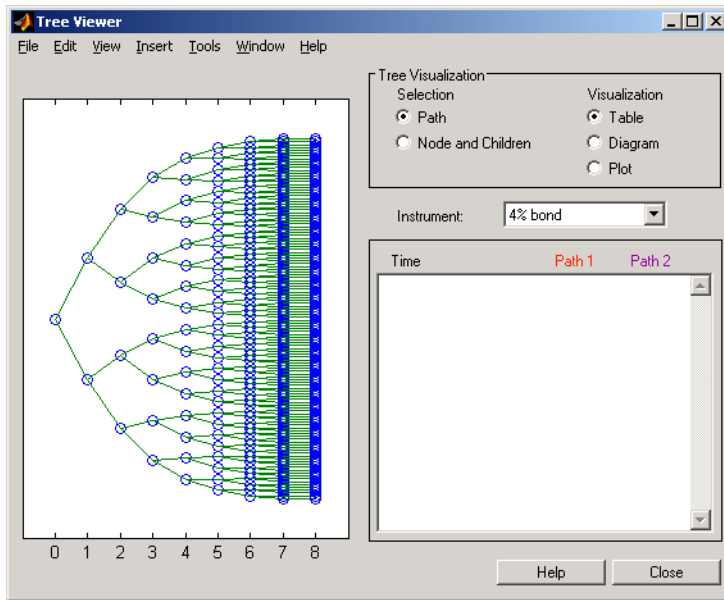 Tree Viewer
File Edit View Insert Tools Window Help
Tree Visualization
Selection Visualization
Path Table
Node and Children Diagram
Plot
Instrument: 4% bond
Time Path 1 Path 2
0 1 2 3 4 5 6 7 8
Help Close